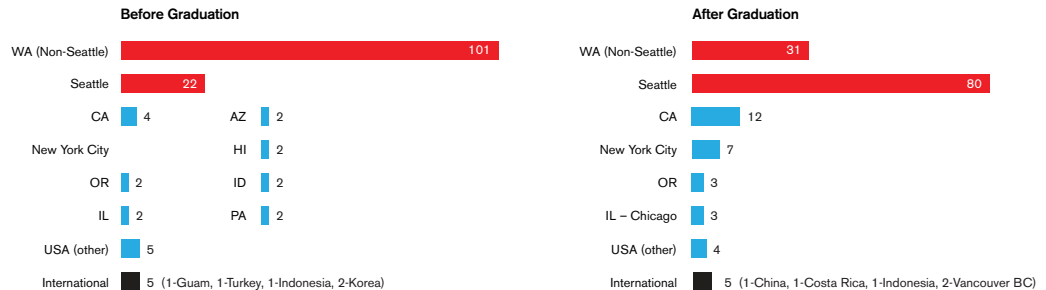 Before Graduation
WA (Non-Seattle) 101
Seattle 22
CA 4 AZ 2
New York City HI 2
OR 2 ID 2
IL 2 PA 2
USA (other) 5
International 5 (1-Guam, 1-Turkey, 1-Indonesia, 2-Korea)
After Graduation
WA (Non-Seattle) 31
Seattle 80
CA 12
New York City 7
OR 3
IL – Chicago 3
USA (other) 4
International 5 (1-China, 1-Costa Rica, 1-Indonesia, 2-Vancouver BC)